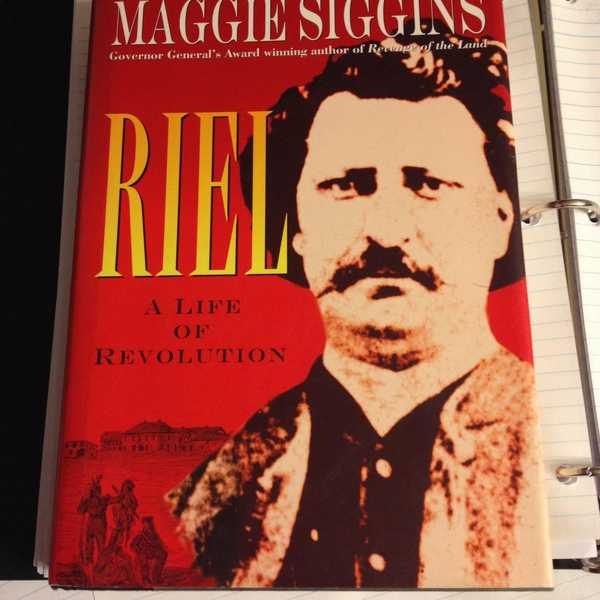 MAGGIE SIGGINS
Governor General's Award winning author of Revenge of the Land
RIEL
A LIFE
OF
REVOLUTION